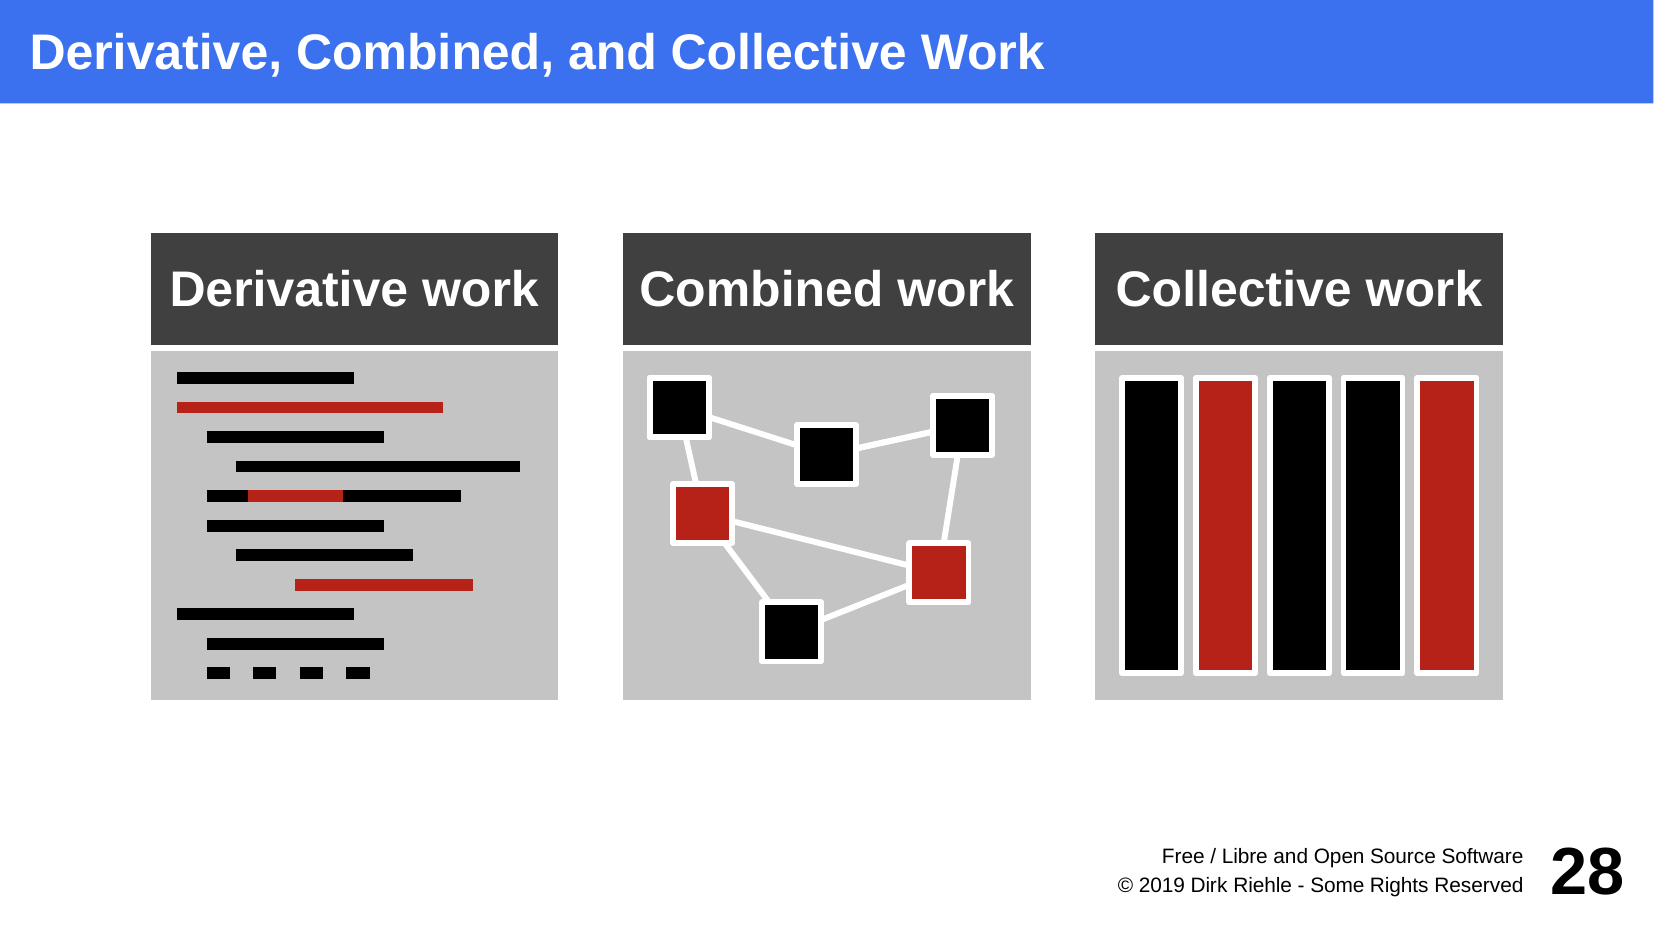 Derivative, Combined, and Collective Work
Derivative work
Combined work
Collective work
Free / Libre and Open Source Software
© 2019 Dirk Riehle - Some Rights Reserved
28